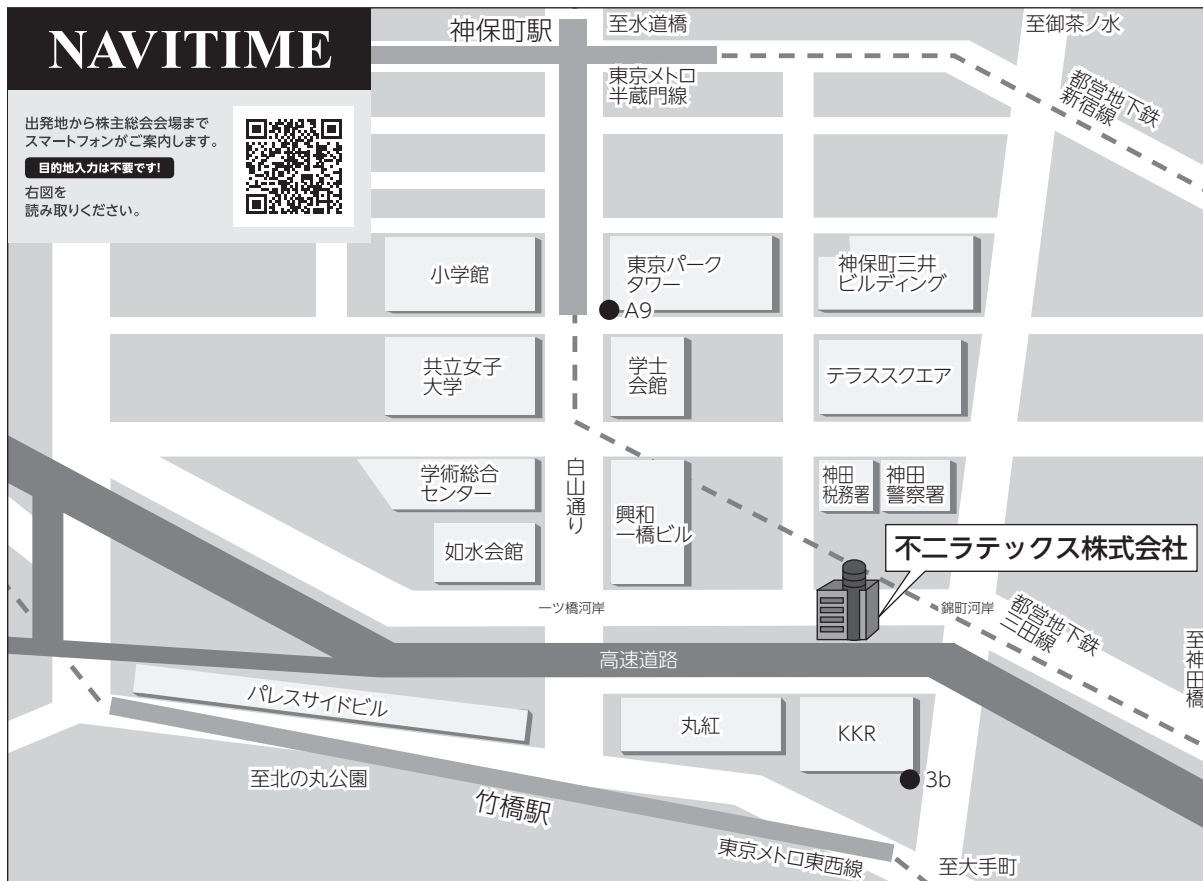 NAVITIME
出発地から株主総会会場まで
スマートフォンがご案内します。
目的地入力は不要です!
右図を
読み取りください。
神保町駅
至水道橋
至御茶ノ水
東京メトロ
半蔵門線
都営地下鉄
新宿線
小学館
東京パーク
タワー
神保町三井
ビルディング
A9
共立女子
大学
学士
会館
テラススクエア
学術総合
センター
白山通り
興和
一橋ビル
神田
税務署
神田
警察署
如水会館
不二ラテックス株式会社
一ツ橋河岸
錦町河岸
都営地下鉄
三田線
至神田橋
高速道路
パレスサイドビル
丸紅
KKR
3b
至北の丸公園
竹橋駅
東京メトロ東西線
至大手町